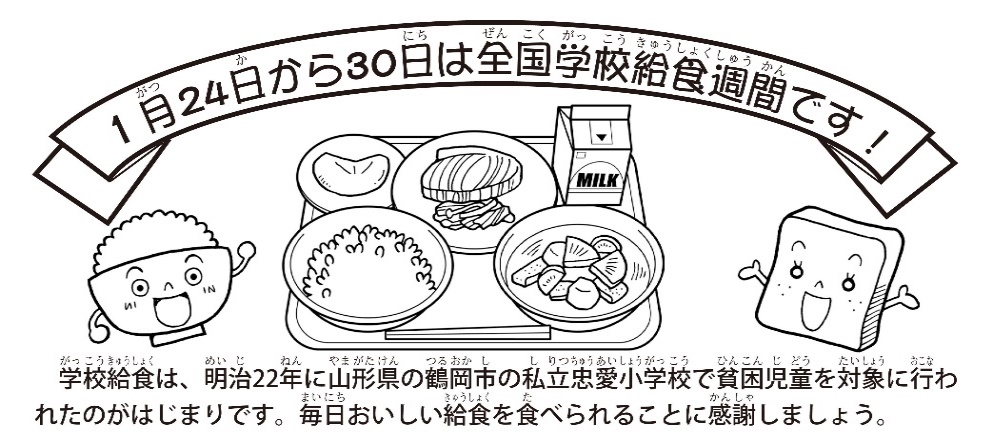 1月24日から30日は全国学校給食週間です！
MILK
学校給食は、明治22年に山形県の鶴岡市の私立忠愛小学校で貧困児童を対象に行わ
れたのがはじまりです。毎日おいしい給食を食べられることに感謝しましょう。